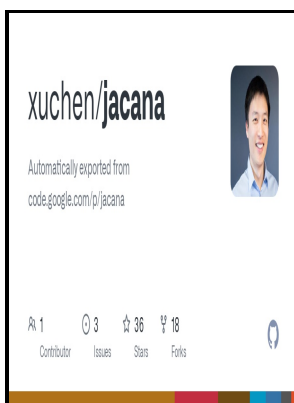 xuchen/jacana
Automatically exported from
code.google.com/p/jacana
1 3 36 18
Contributor Issues Stars Forks